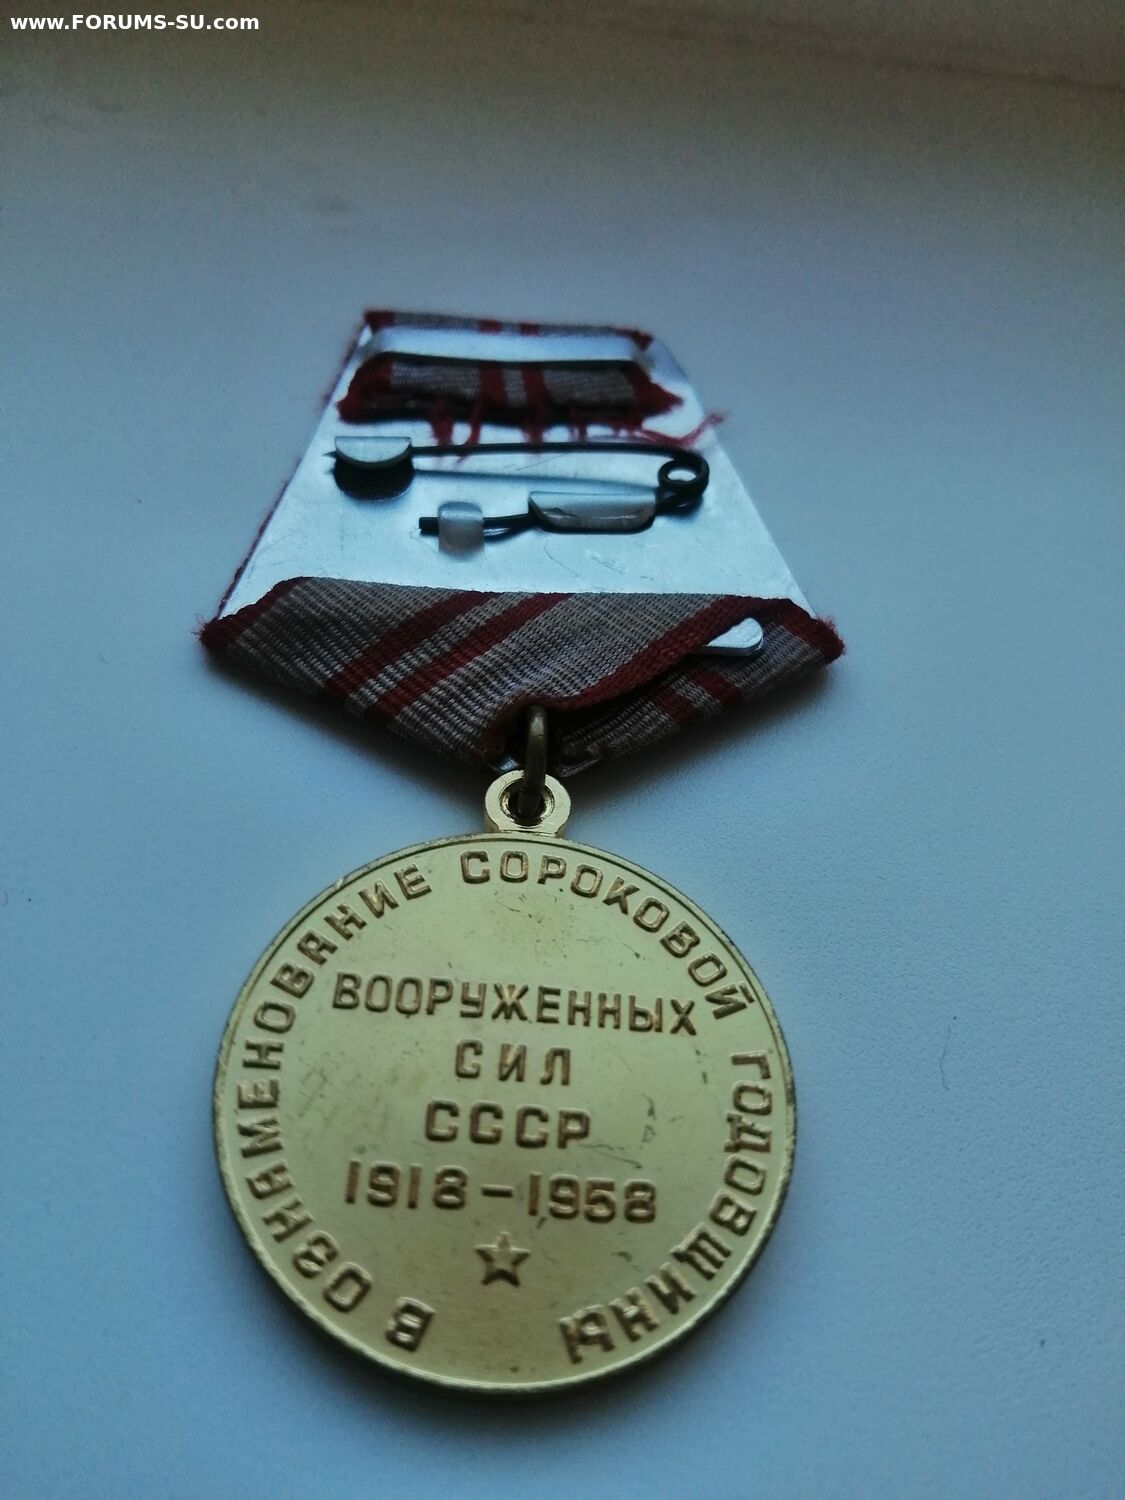 www.FORUMS-SU.com
В ОЗНАМЕНОВАНИЕ СОРОКОВОЙ ГОДОВЩИНЫ
ВООРУЖЕННЫХ
СИЛ
СССР
1918-1958